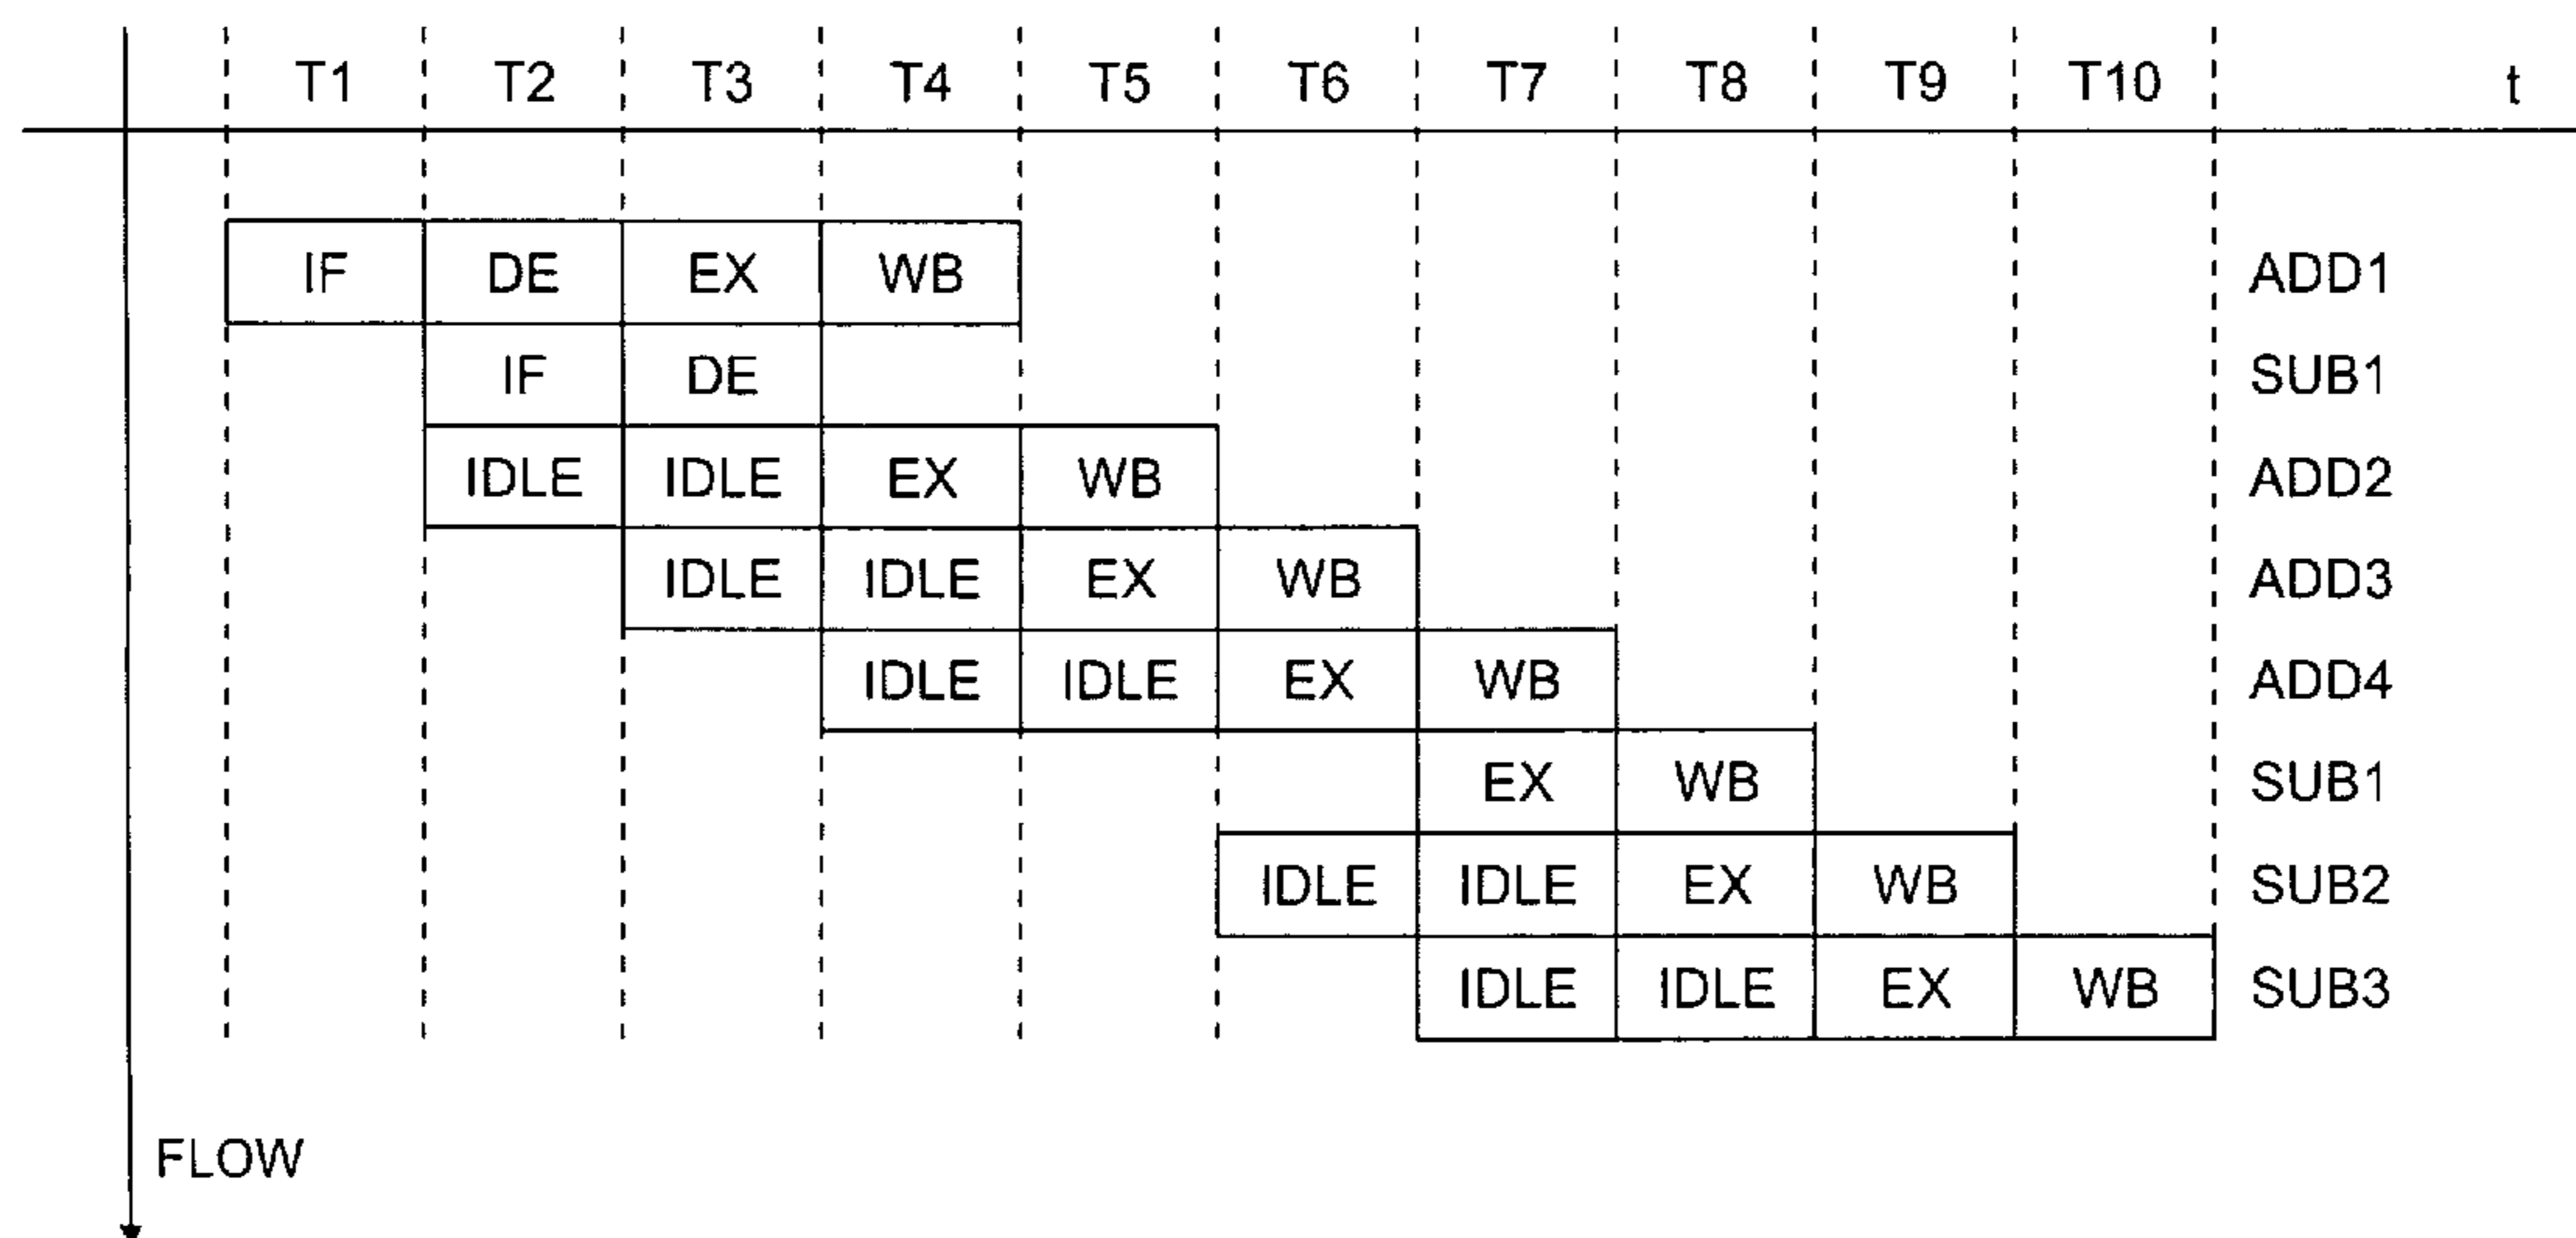 T1 T2 T3 T4 T5 T6 T7 T8 T9 T10 t
IF DE EX WB ADD1
IF DE SUB1
IDLE IDLE EX WB ADD2
IDLE IDLE EX WB ADD3
IDLE IDLE EX WB ADD4
EX WB SUB1
IDLE IDLE EX WB SUB2
IDLE IDLE EX WB SUB3
FLOW